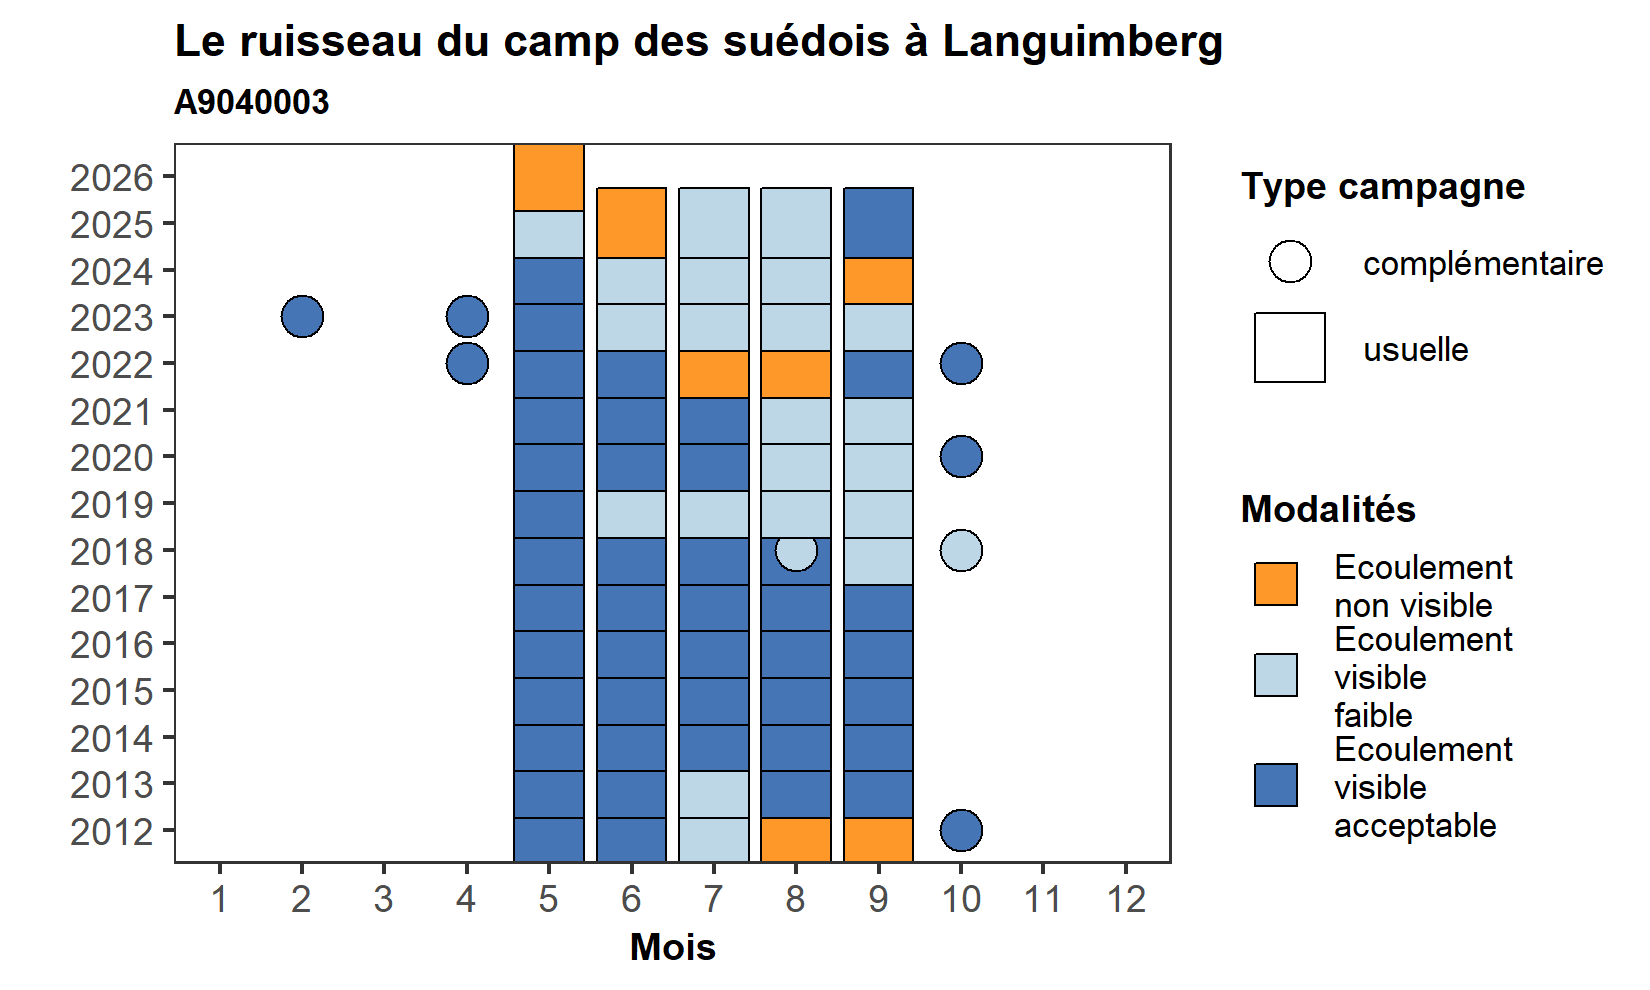 Le ruisseau du camp des suédois à Languimberg
A9040003
2026
2025
2024
2023
2022
2021
2020
2019
2018
2017
2016
2015
2014
2013
2012
1 2 3 4 5 6 7 8 9 10 11 12
Mois
Type campagne
complémentaire
usuelle
Modalités
Ecoulement
non visible
Ecoulement
visible
faible
Ecoulement
visible
acceptable